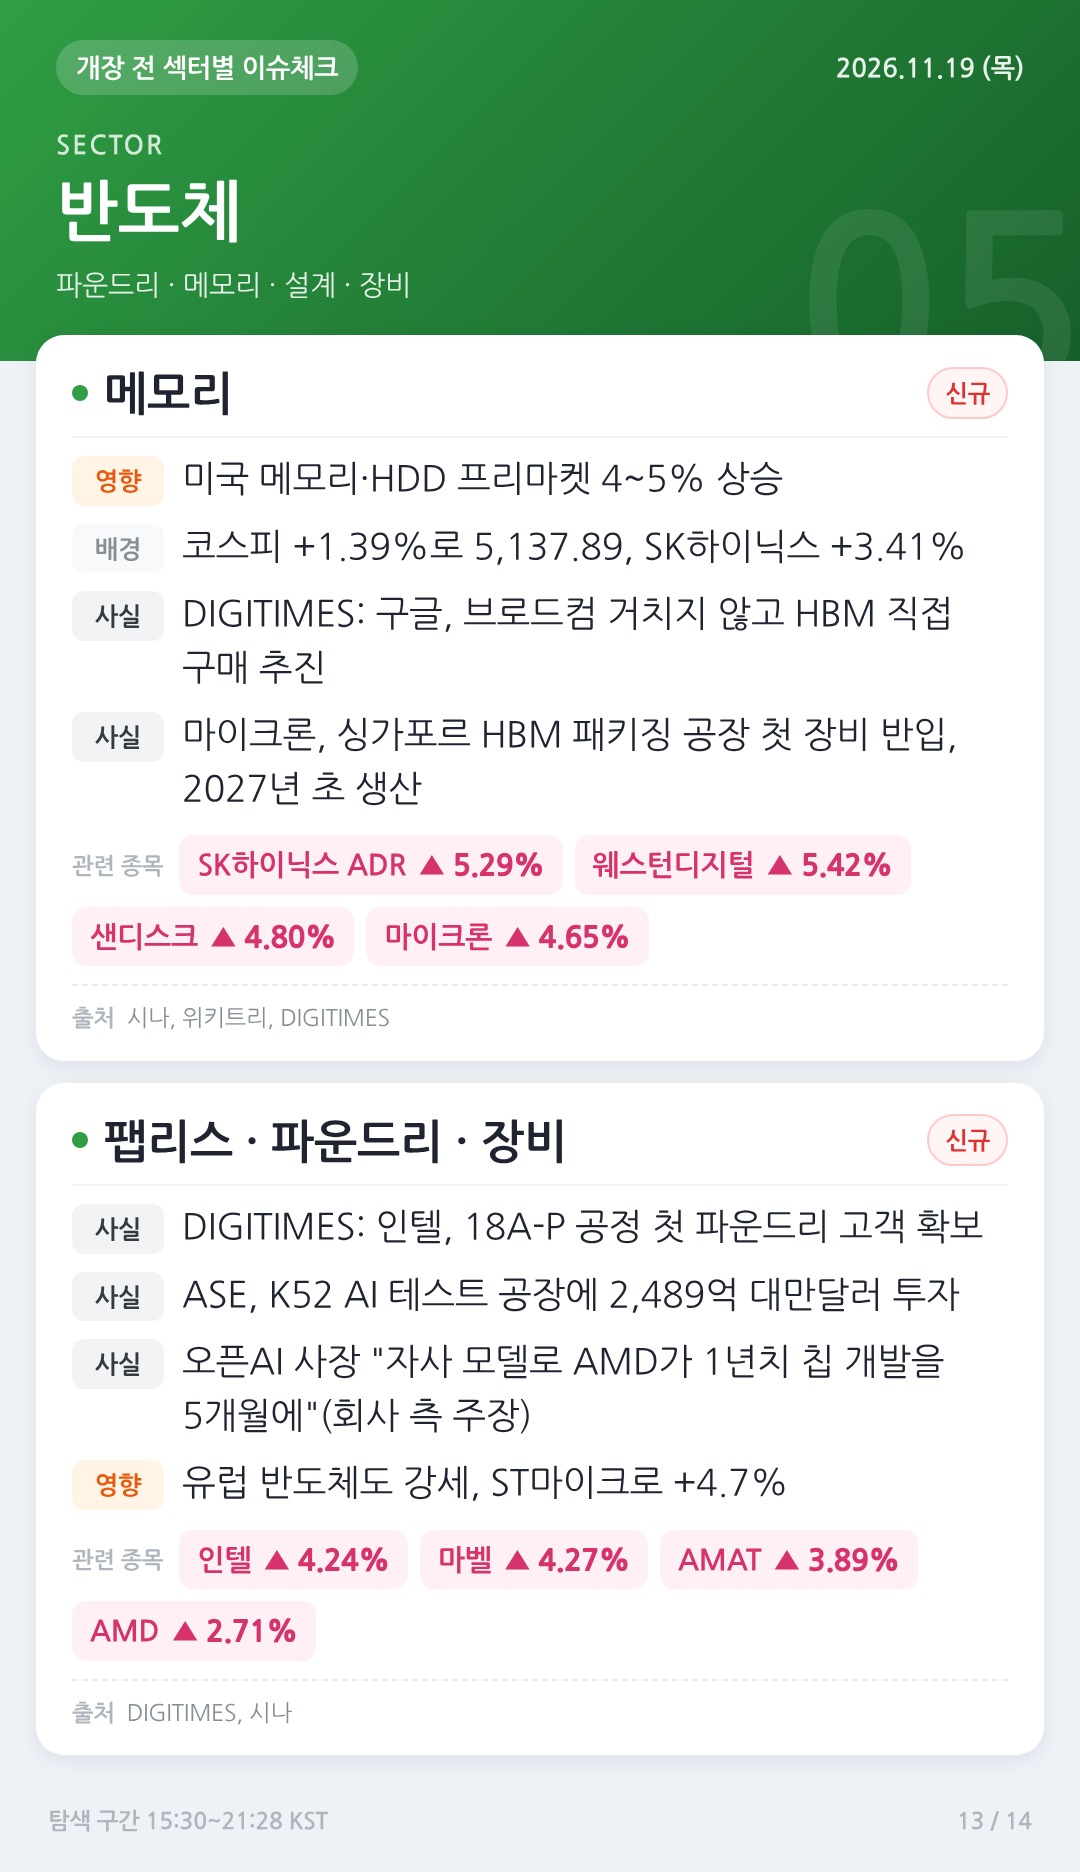 개장 전 섹터별 이슈체크
2026.11.19 (목)
SECTOR
반도체
파운드리 · 메모리 · 설계 · 장비
05
메모리
신규
영향 미국 메모리·HDD 프리마켓 4~5% 상승
배경 코스피 +1.39%로 5,137.89, SK하이닉스 +3.41%
사실 DIGITIMES: 구글, 브로드컴 거치지 않고 HBM 직접
구매 추진
사실 마이크론, 싱가포르 HBM 패키징 공장 첫 장비 반입,
2027년 초 생산
관련 종목 SK하이닉스 ADR ▲ 5.29% 웨스턴디지털 ▲ 5.42%
샌디스크 ▲ 4.80% 마이크론 ▲ 4.65%
출처 시나, 위키트리, DIGITIMES
팹리스 · 파운드리 · 장비
신규
사실 DIGITIMES: 인텔, 18A-P 공정 첫 파운드리 고객 확보
사실 ASE, K52 AI 테스트 공장에 2,489억 대만달러 투자
사실 오픈AI 사장 "자사 모델로 AMD가 1년치 칩 개발을
5개월에"(회사 측 주장)
영향 유럽 반도체도 강세, ST마이크로 +4.7%
관련 종목 인텔 ▲ 4.24% 마벨 ▲ 4.27% AMAT ▲ 3.89%
AMD ▲ 2.71%
출처 DIGITIMES, 시나
탐색 구간 15:30~21:28 KST
13 / 14